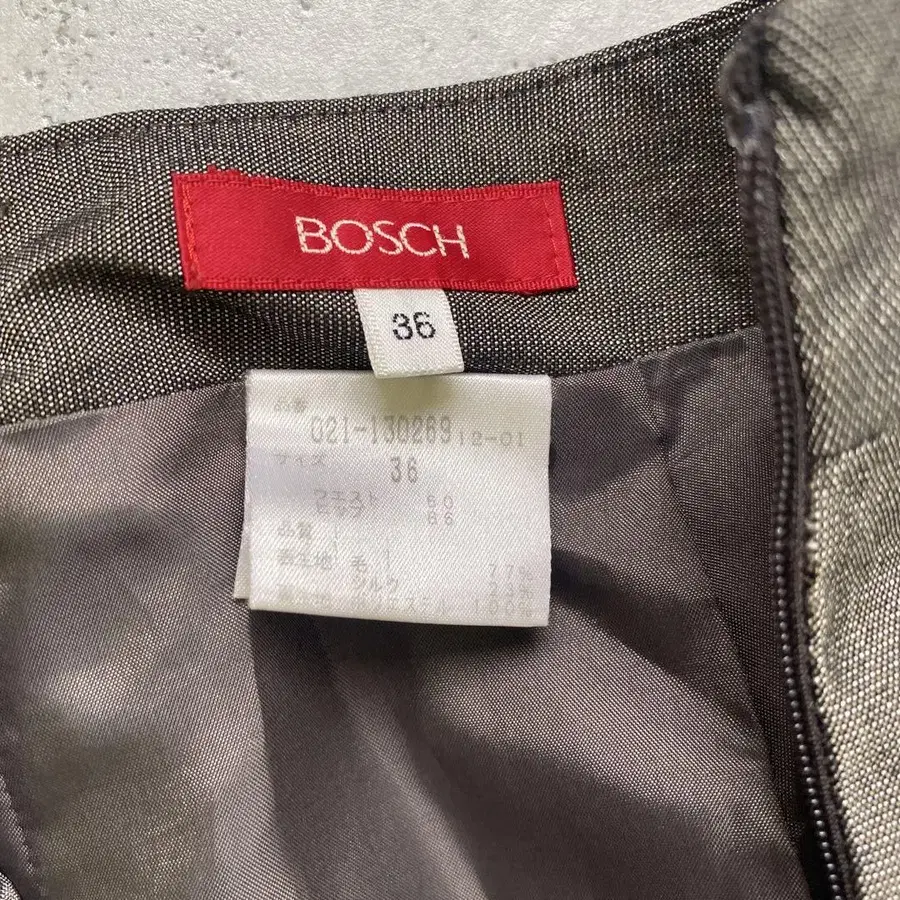 BOSCH
36
品番
021-130269 12-01
サイズ 36
ウエスト 60
ヒップ 86
品質
表生地 毛 77%
シルク 23%
ポリエステル 100%